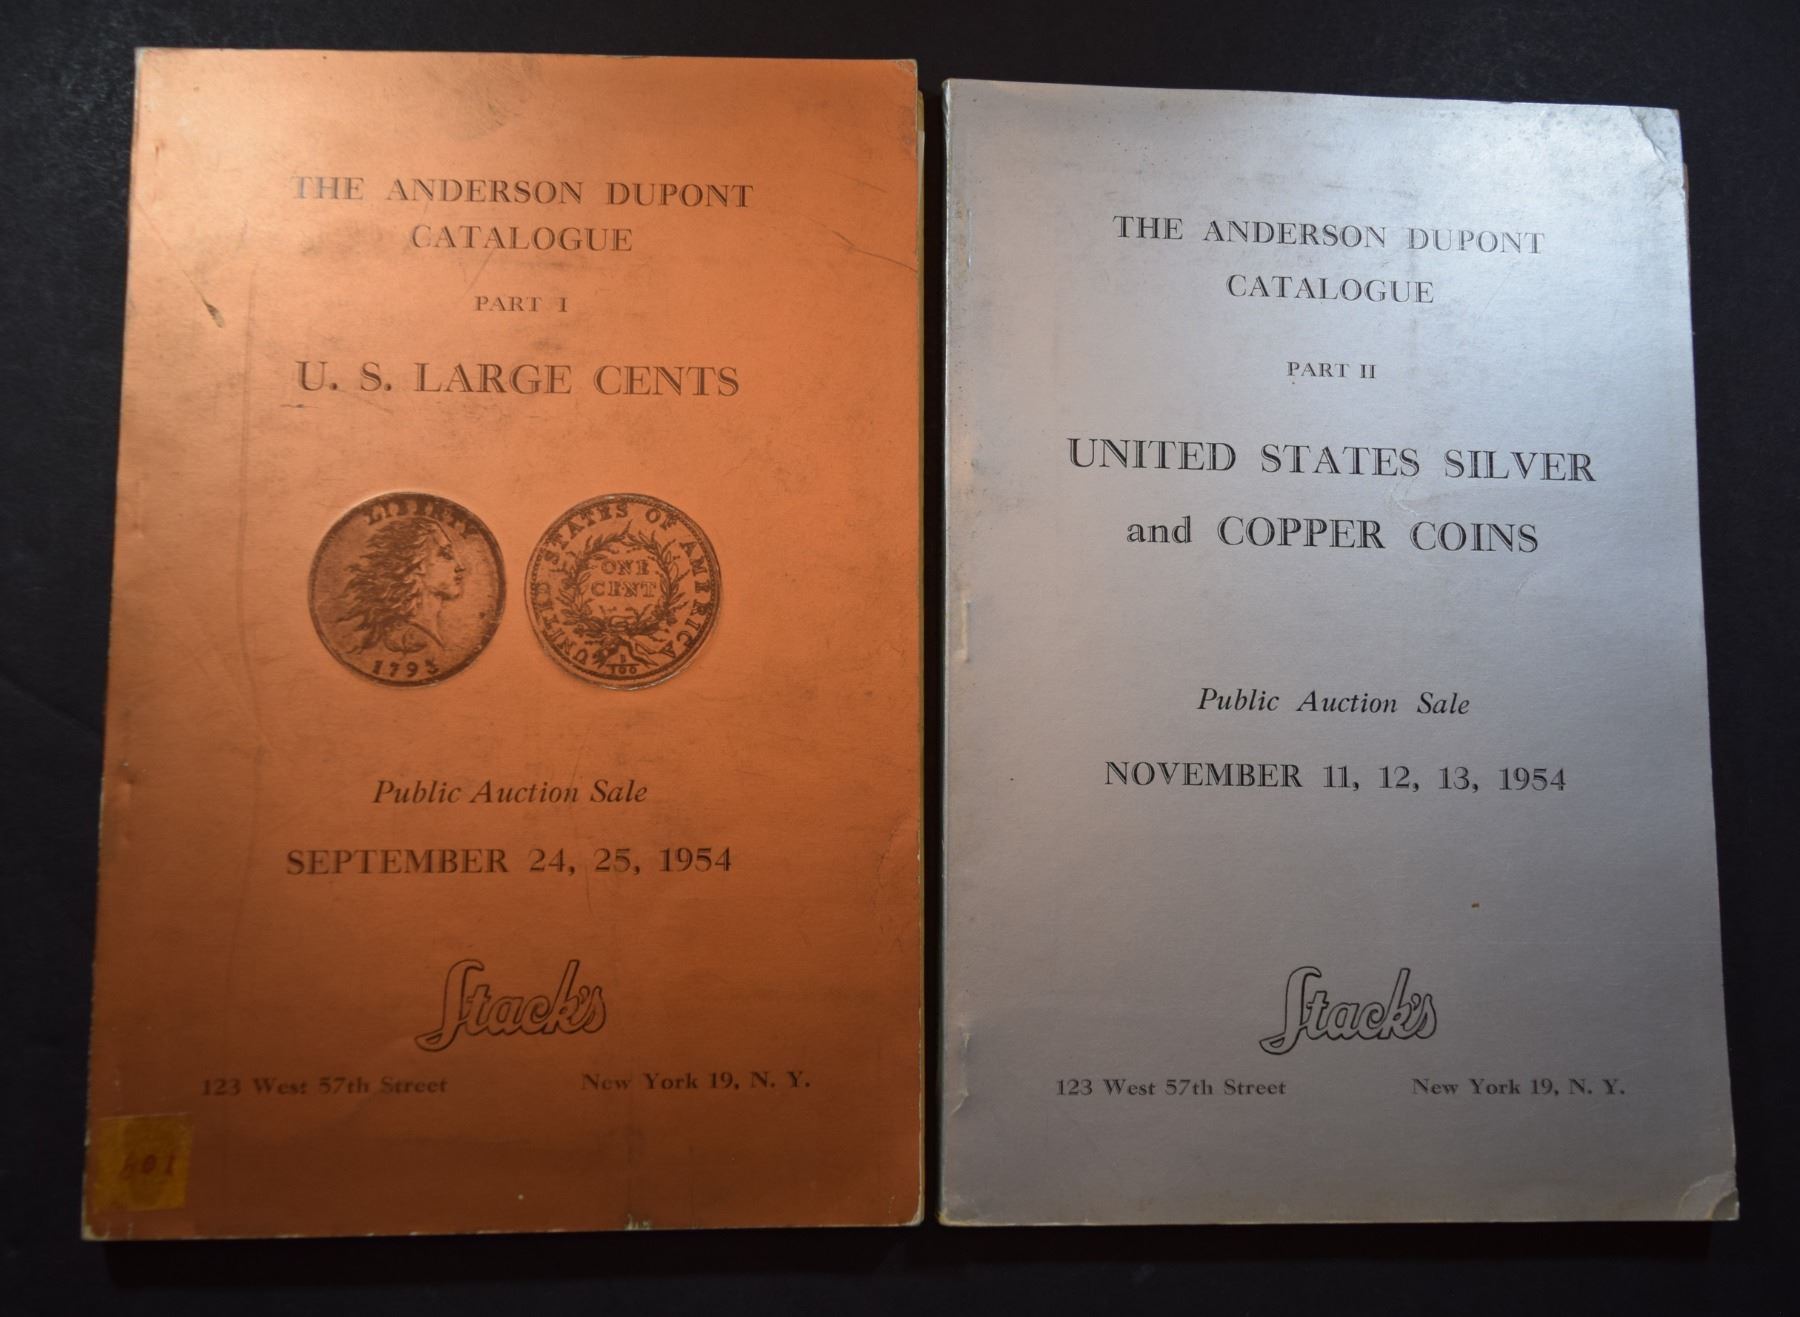 THE ANDERSON DUPONT
CATALOGUE
PART I
U. S. LARGE CENTS
LIBERTY
1793
UNITED STATES OF AMERICA
ONE
CENT
1
100
Public Auction Sale
SEPTEMBER 24, 25, 1954
Stack's
123 West 57th Street New York 19, N. Y.
THE ANDERSON DUPONT
CATALOGUE
PART II
UNITED STATES SILVER
and COPPER COINS
Public Auction Sale
NOVEMBER 11, 12, 13, 1954
Stack's
123 West 57th Street New York 19, N. Y.